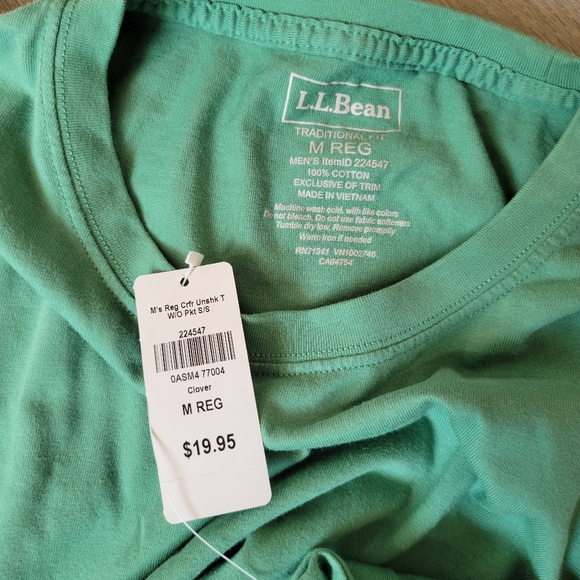 L.L.Bean
TRADITIONAL FIT
M REG
MEN'S ItemID 224547
100% COTTON
EXCLUSIVE OF TRIM
MADE IN VIETNAM
Machine wash cold, with like colors
Do not bleach, Do not use fabric softeners
Tumble dry low, Remove promptly
Warm iron if needed
RN71341 VN1002746
CA04754
M's Reg Crfr Unshk T
W/O Pkt S/S
224547
0ASM4 77004
Clover
M REG
$19.95